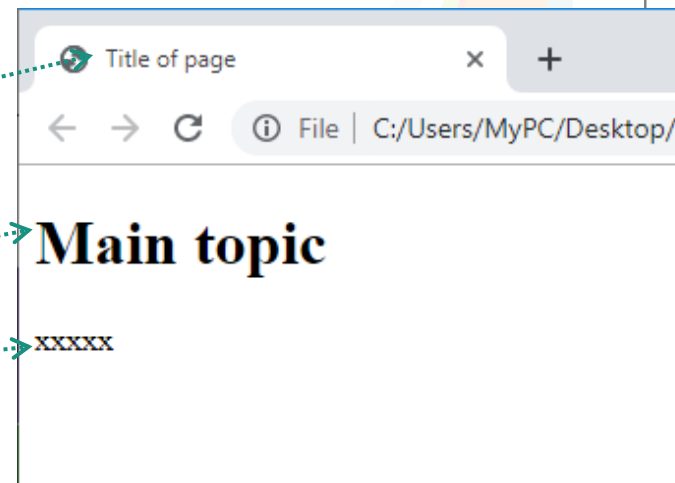 Title of page
File | C:/Users/MyPC/Desktop/
Main topic
xxxxx